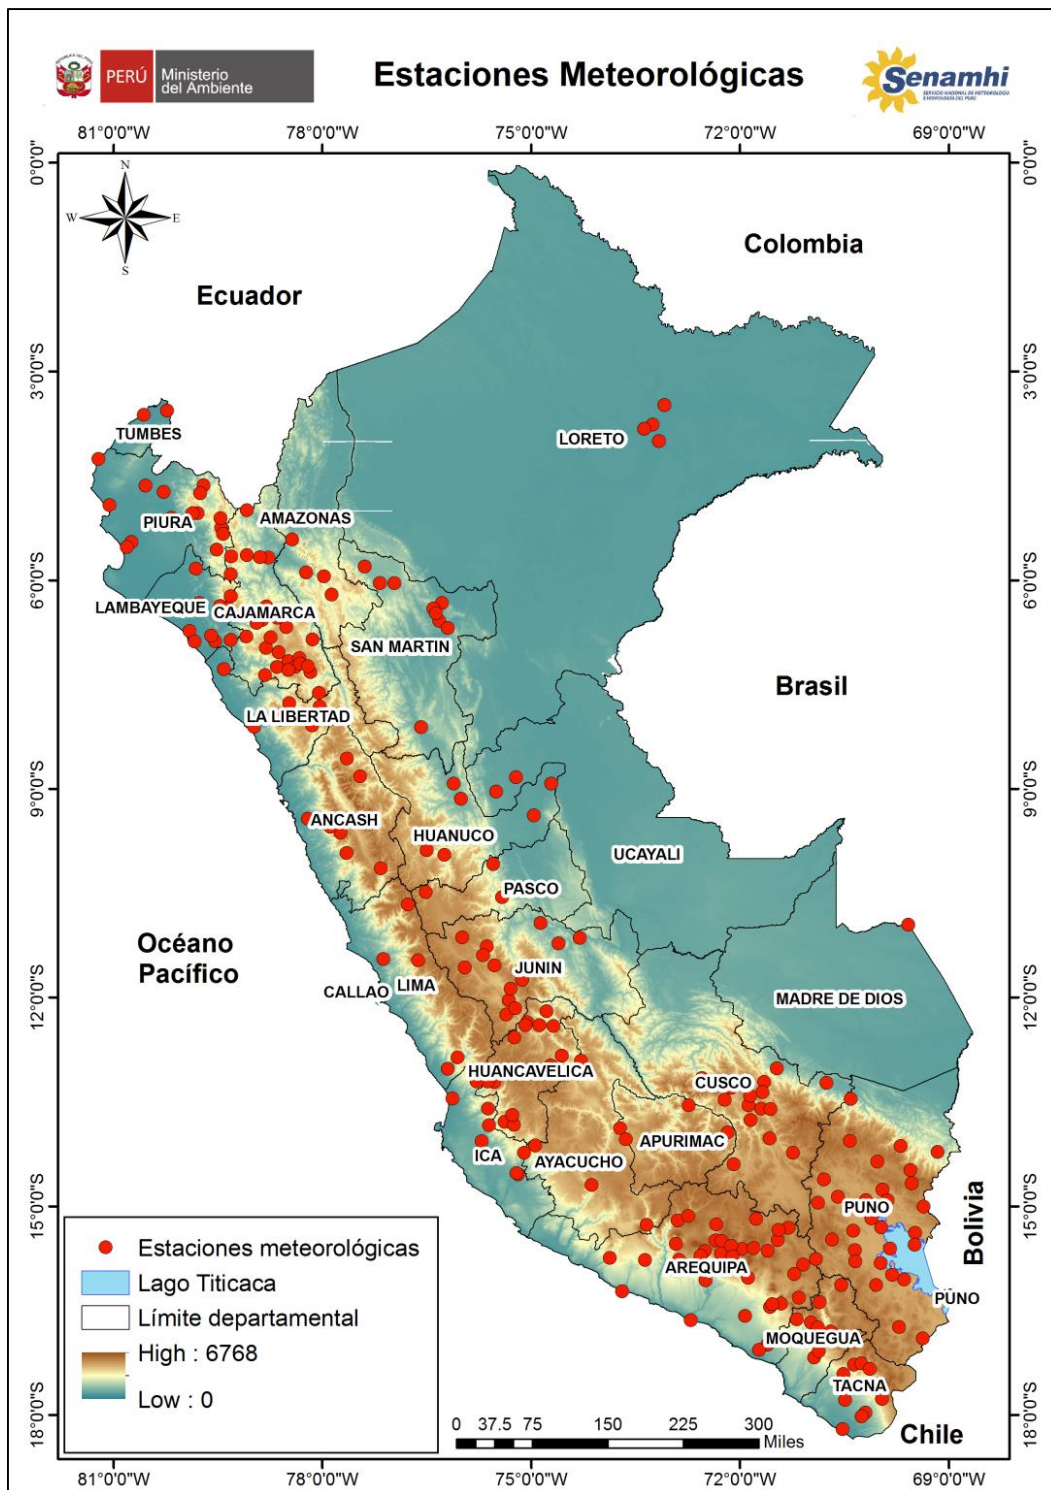 PERÚ
Ministerio
del Ambiente
Estaciones Meteorológicas
Senamhi
SERVICIO NACIONAL DE METEOROLOGÍA
E HIDROLOGÍA DEL PERÚ
81°0'0"W 78°0'0"W 75°0'0"W 72°0'0"W 69°0'0"W
0°0'0" 0°0'0"
N
W E
S
Colombia
Ecuador
3°0'0"S 3°0'0"S
TUMBES
LORETO
PIURA
AMAZONAS
6°0'0"S 6°0'0"S
LAMBAYEQUE
CAJAMARCA
SAN MARTIN
Brasil
LA LIBERTAD
9°0'0"S 9°0'0"S
ANCASH
HUANUCO
UCAYALI
PASCO
Océano
Pacífico
JUNIN
LIMA
CALLAO
MADRE DE DIOS
12°0'0"S 12°0'0"S
HUANCAVELICA
CUSCO
APURIMAC
ICA
AYACUCHO
15°0'0"S 15°0'0"S
PUNO
Bolivia
AREQUIPA
PUNO
MOQUEGUA
TACNA
Chile
18°0'0"S 18°0'0"S
Estaciones meteorológicas
Lago Titicaca
Límite departamental
High : 6768
Low : 0
0 37.5 75 150 225 300
Miles
81°0'0"W 78°0'0"W 75°0'0"W 72°0'0"W 69°0'0"W